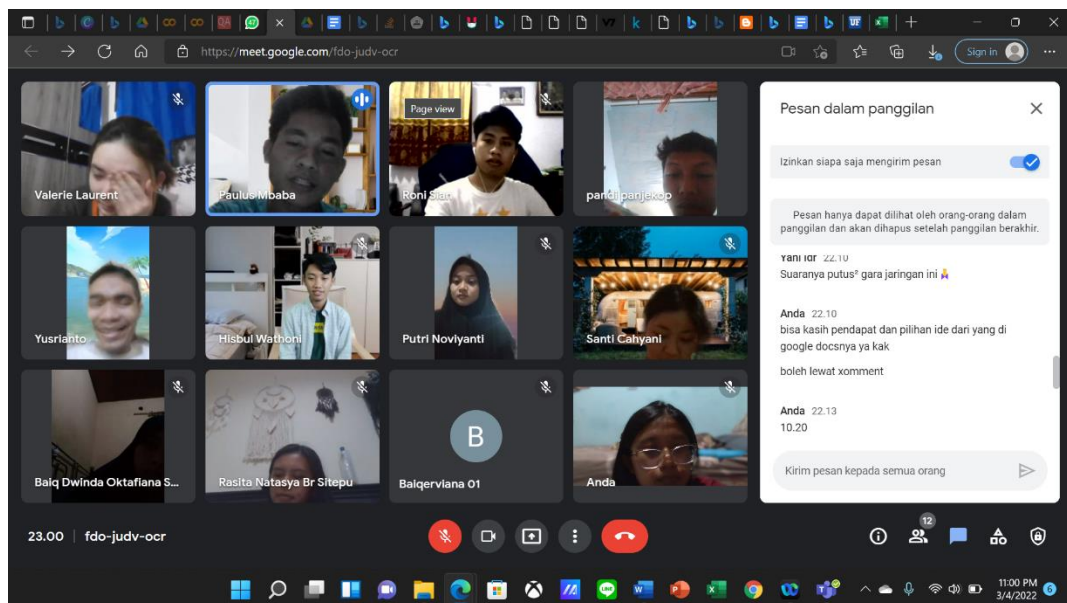 https://meet.google.com/fdo-judv-ocr
Sign in
Page view
Valerie Laurent
Paulus Mbaba
Roni Siap
pandi panjekop
Yusrianto
Hisbul Wathoni
Putri Noviyanti
Santi Cahyani
Baiq Dwinda Oktafiana S...
Rasita Natasya Br Sitepu
B
Baiqerviana 01
Anda
Pesan dalam panggilan
Izinkan siapa saja mengirim pesan
Pesan hanya dapat dilihat oleh orang-orang dalam
panggilan dan akan dihapus setelah panggilan berakhir.
Yani Idr 22.10
Suaranya putus² gara jaringan ini
Anda 22.10
bisa kasih pendapat dan pilihan ide dari yang di
google docsnya ya kak
boleh lewat xomment
Anda 22.13
10.20
Kirim pesan kepada semua orang
23.00 | fdo-judv-ocr
12
11:00 PM
3/4/2022
6